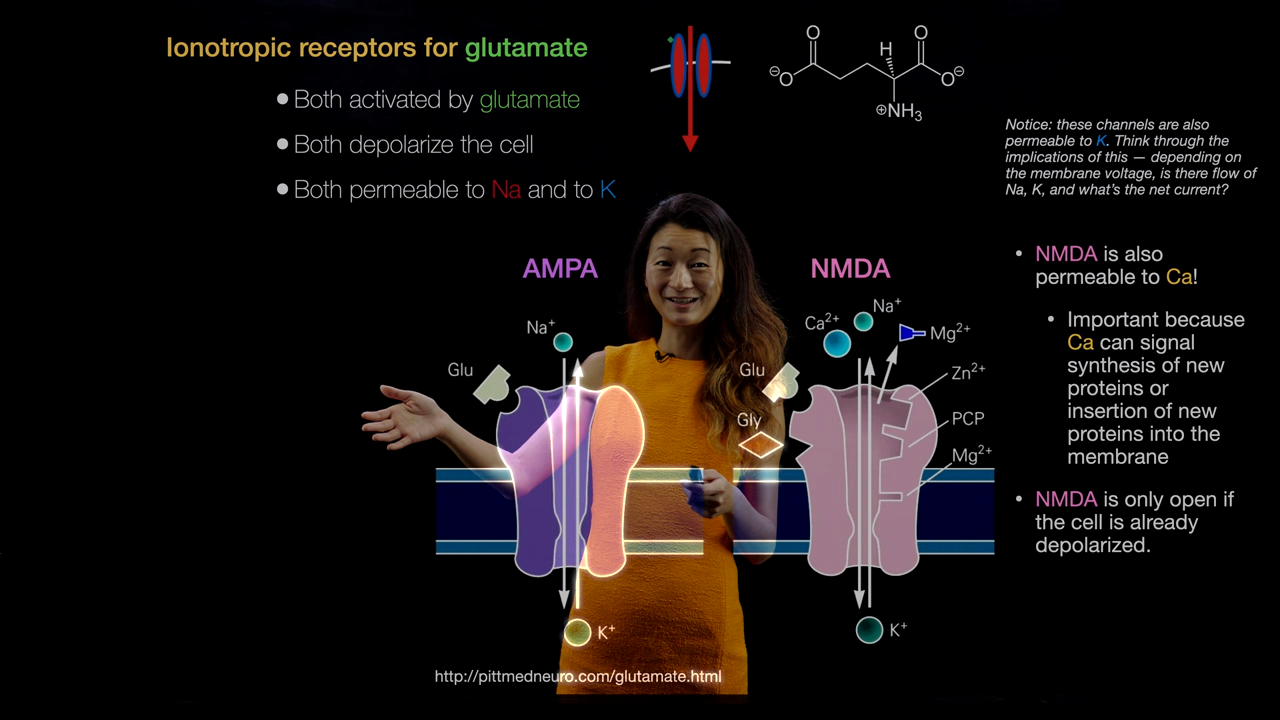 Ionotropic receptors for glutamate
● Both activated by glutamate
● Both depolarize the cell
● Both permeable to Na and to K
O
O
H
⊖O
O⊖
⊕NH3
Notice: these channels are also
permeable to K. Think through the
implications of this — depending on
the membrane voltage, is there flow of
Na, K, and what's the net current?
AMPA
NMDA
Na+
Glu
K+
Ca2+
Na+
Mg2+
Glu
Zn2+
Gly
PCP
Mg2+
K+
• NMDA is also
permeable to Ca!
• Important because
Ca can signal
synthesis of new
proteins or
insertion of new
proteins into the
membrane
• NMDA is only open if
the cell is already
depolarized.
http://pittmedneuro.com/glutamate.html